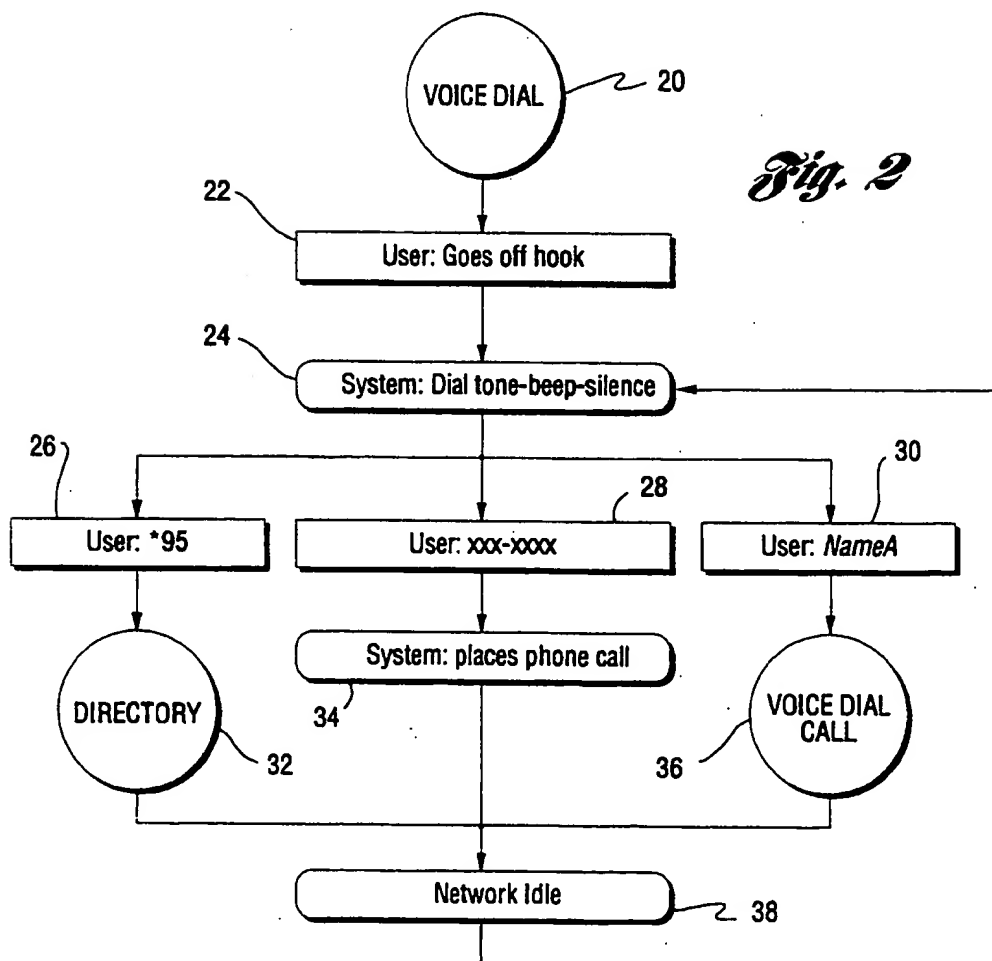 VOICE DIAL
20
Fig. 2
22
User: Goes off hook
24
System: Dial tone-beep-silence
26
User: *95
28
User: xxx-xxxx
30
User: NameA
DIRECTORY
32
System: places phone call
34
VOICE DIAL
CALL
36
Network Idle
38